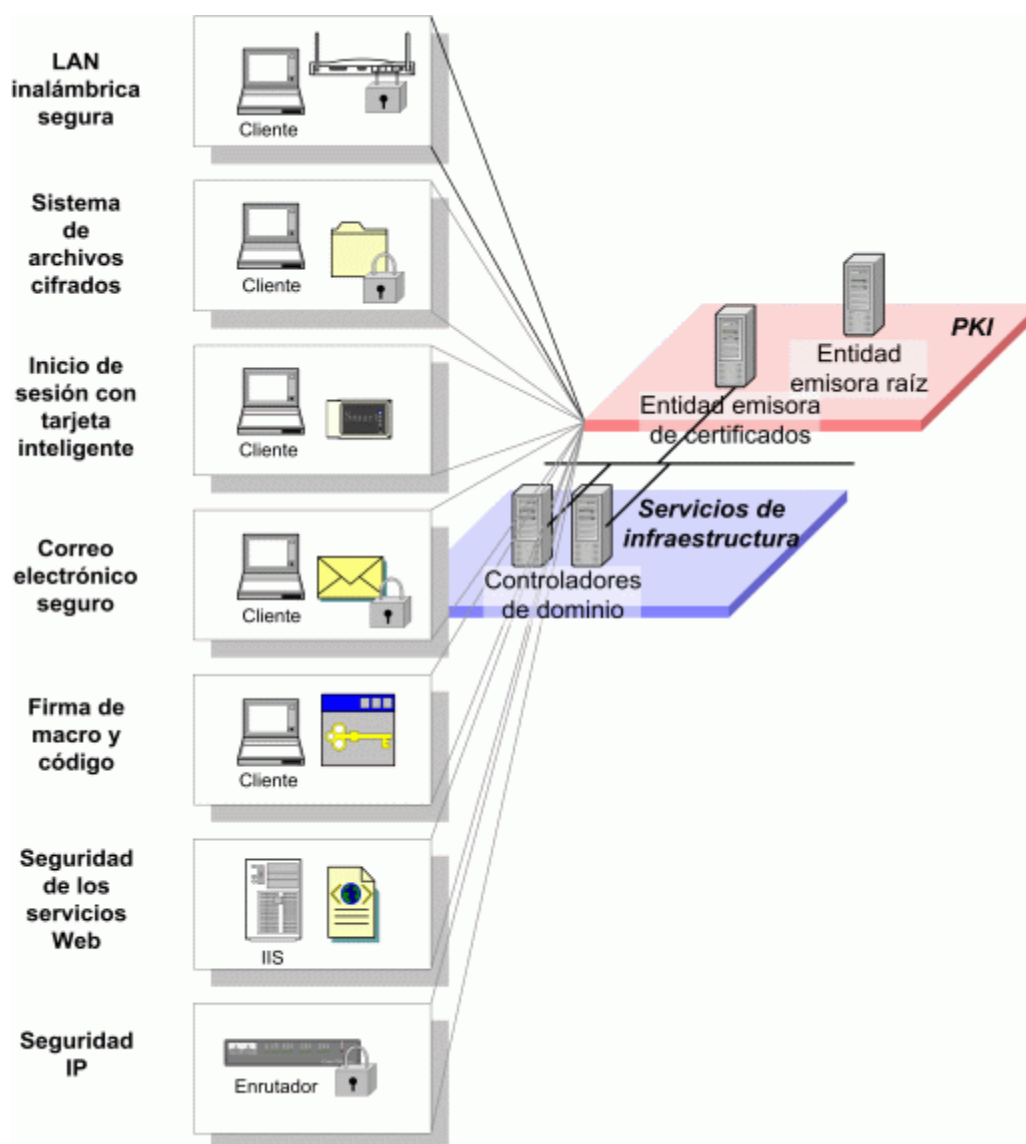 LAN
inalámbrica
segura
Cliente
Sistema
de
archivos
cifrados
Cliente
Inicio de
sesión con
tarjeta
inteligente
Cliente
Correo
electrónico
seguro
Cliente
Firma de
macro y
código
Cliente
Seguridad
de los
servicios
Web
IIS
Seguridad
IP
Enrutador
PKI
Entidad
emisora raíz
Entidad emisora
de certificados
Servicios de
infraestructura
Controladores
de dominio